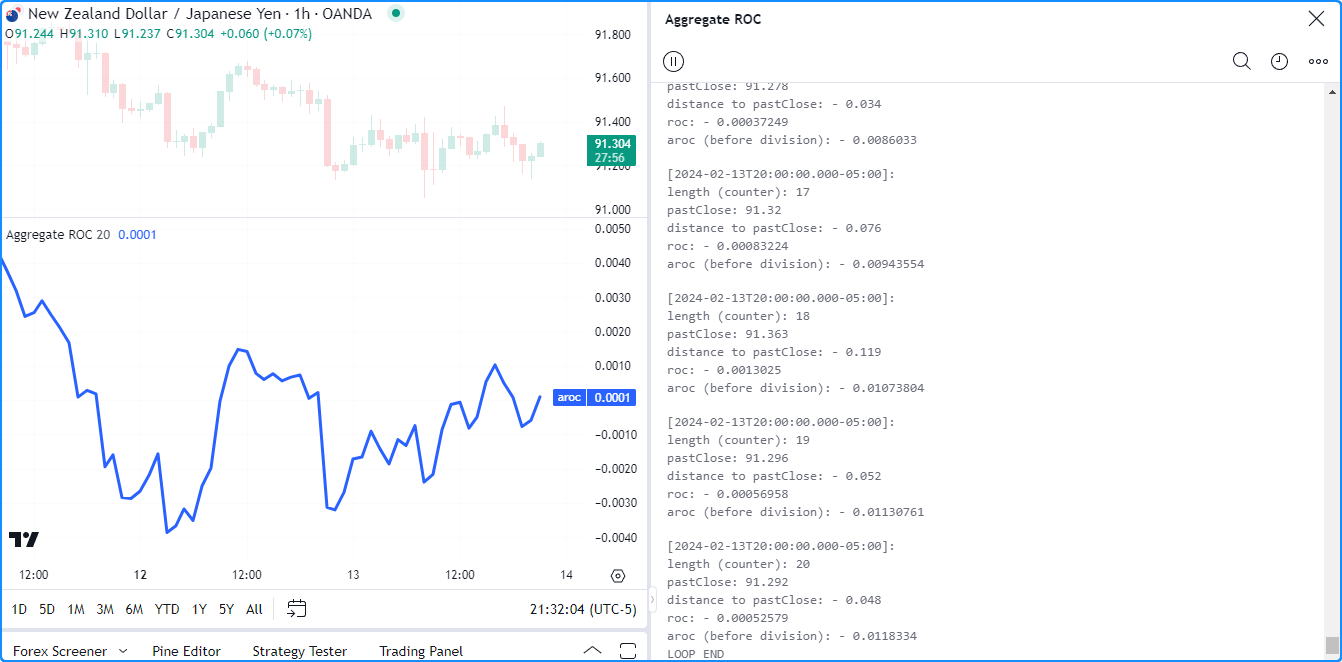 New Zealand Dollar / Japanese Yen · 1h · OANDA
O91.244 H91.310 L91.237 C91.304 +0.060 (+0.07%)
91.800
91.600
91.400
91.304
27:56
91.200
91.000
Aggregate ROC 20 0.0001
0.0050
0.0040
0.0030
0.0020
0.0010
aroc 0.0001
−0.0010
−0.0020
−0.0030
−0.0040
12:00 12 12:00 13 12:00 14
1D 5D 1M 3M 6M YTD 1Y 5Y All 21:32:04 (UTC-5)
Forex Screener Pine Editor Strategy Tester Trading Panel
Aggregate ROC
pastClose: 91.278
distance to pastClose: - 0.034
roc: - 0.00037249
aroc (before division): - 0.0086033
[2024-02-13T20:00:00.000-05:00]:
length (counter): 17
pastClose: 91.32
distance to pastClose: - 0.076
roc: - 0.00083224
aroc (before division): - 0.00943554
[2024-02-13T20:00:00.000-05:00]:
length (counter): 18
pastClose: 91.363
distance to pastClose: - 0.119
roc: - 0.0013025
aroc (before division): - 0.01073804
[2024-02-13T20:00:00.000-05:00]:
length (counter): 19
pastClose: 91.296
distance to pastClose: - 0.052
roc: - 0.00056958
aroc (before division): - 0.01130761
[2024-02-13T20:00:00.000-05:00]:
length (counter): 20
pastClose: 91.292
distance to pastClose: - 0.048
roc: - 0.00052579
aroc (before division): - 0.0118334
LOOP END